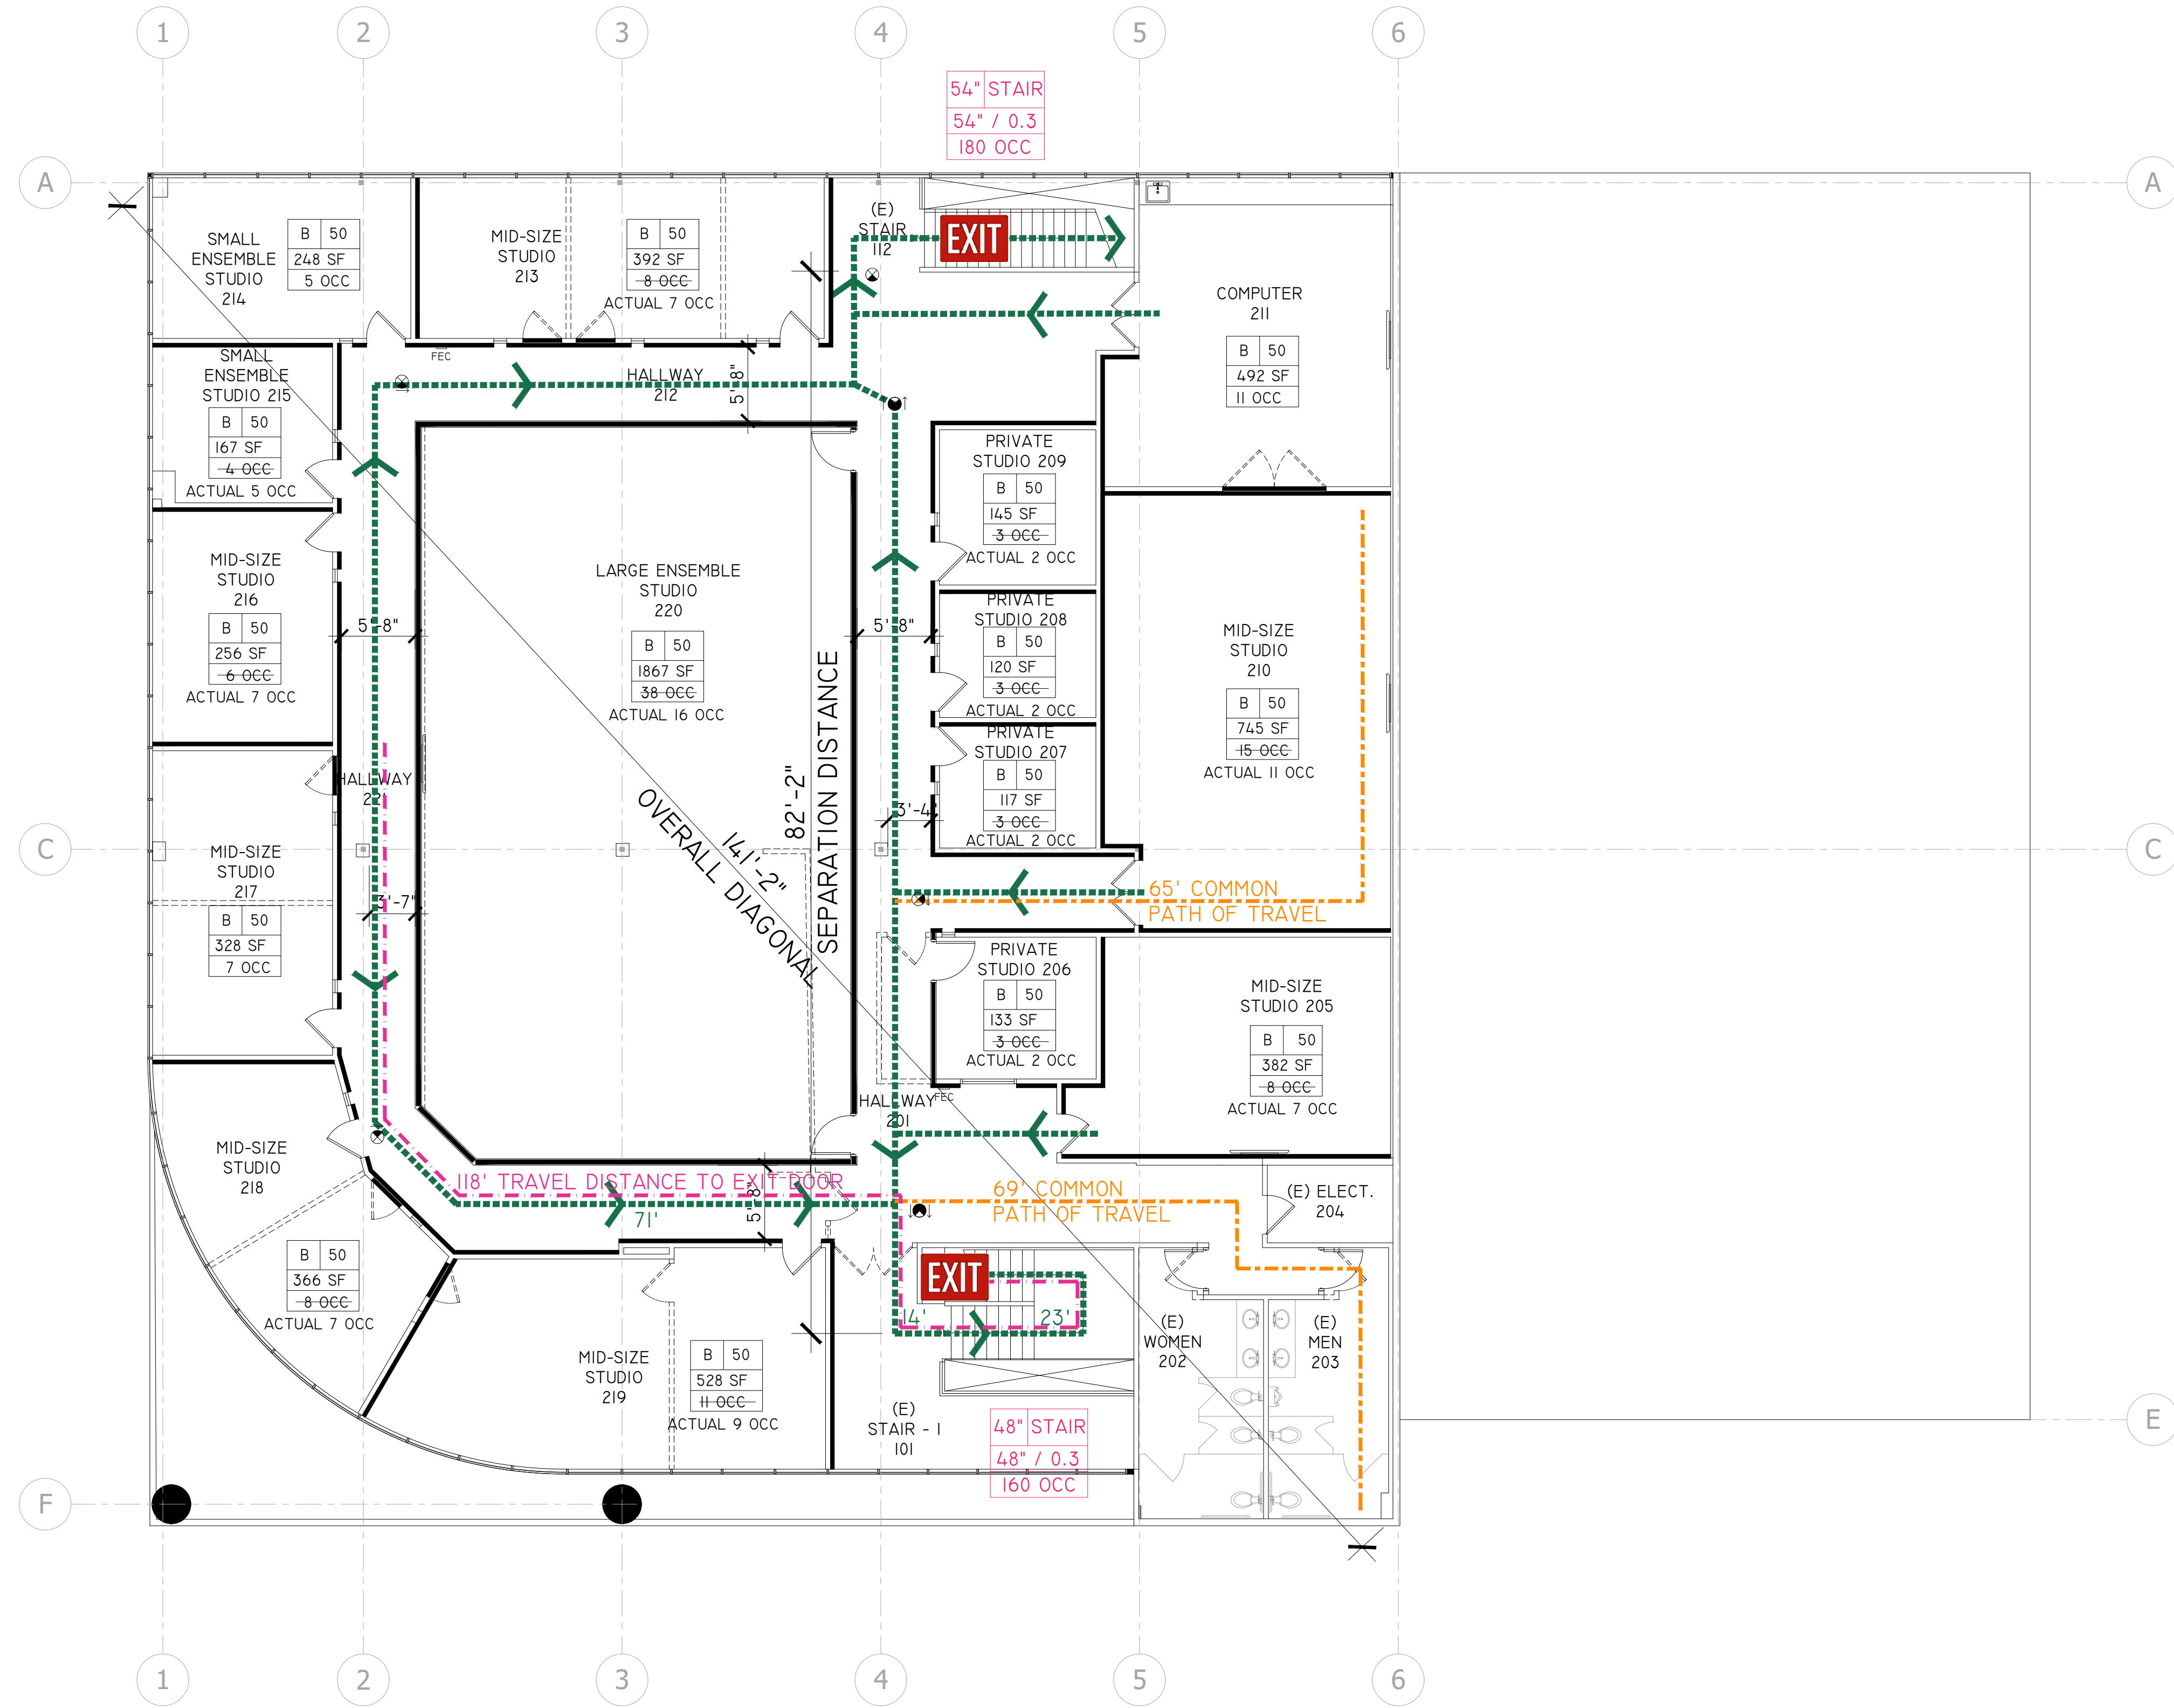 1
2
3
4
5
6
54" STAIR
54" / 0.3
180 OCC
A
A
(E)
STAIR
112
EXIT
SMALL
ENSEMBLE
STUDIO
214
B 50
248 SF
5 OCC
MID-SIZE
STUDIO
213
B 50
392 SF
8 OCC
ACTUAL 7 OCC
COMPUTER
211
B 50
492 SF
11 OCC
FEC
HALLWAY
212
5'-8"
SMALL
ENSEMBLE
STUDIO 215
B 50
167 SF
4 OCC
ACTUAL 5 OCC
PRIVATE
STUDIO 209
B 50
145 SF
3 OCC
ACTUAL 2 OCC
MID-SIZE
STUDIO
216
B 50
256 SF
6 OCC
ACTUAL 7 OCC
5'-8"
LARGE ENSEMBLE
STUDIO
220
B 50
1867 SF
38 OCC
ACTUAL 16 OCC
5'-8"
PRIVATE
STUDIO 208
B 50
120 SF
3 OCC
ACTUAL 2 OCC
MID-SIZE
STUDIO
210
B 50
745 SF
15 OCC
ACTUAL 11 OCC
PRIVATE
STUDIO 207
B 50
117 SF
3 OCC
ACTUAL 2 OCC
3'-4"
82'-2"
SEPARATION DISTANCE
141'-2"
OVERALL DIAGONAL
HALLWAY
221
C
C
MID-SIZE
STUDIO
217
B 50
328 SF
7 OCC
3'-7"
65' COMMON
PATH OF TRAVEL
PRIVATE
STUDIO 206
B 50
133 SF
3 OCC
ACTUAL 2 OCC
MID-SIZE
STUDIO 205
B 50
382 SF
8 OCC
ACTUAL 7 OCC
FEC
HALLWAY
201
MID-SIZE
STUDIO
218
B 50
366 SF
8 OCC
ACTUAL 7 OCC
118' TRAVEL DISTANCE TO EXIT DOOR
71'
5'-8"
69' COMMON
PATH OF TRAVEL
(E) ELECT.
204
EXIT
14'
23'
(E)
WOMEN
202
(E)
MEN
203
MID-SIZE
STUDIO
219
B 50
528 SF
11 OCC
ACTUAL 9 OCC
(E)
STAIR - 1
101
48" STAIR
48" / 0.3
160 OCC
E
F
1
2
3
4
5
6